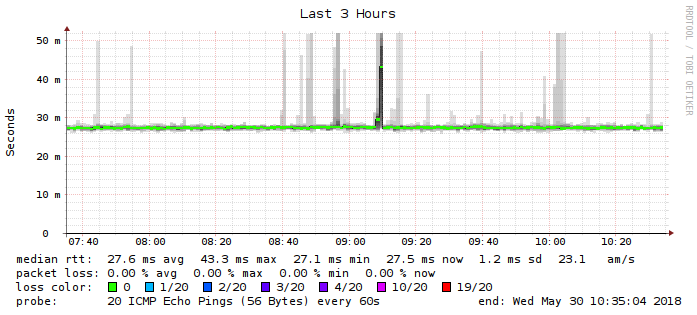 Last 3 Hours
RRDTOOL / TOBI OETIKER
Seconds
50 m
40 m
30 m
20 m
10 m
0
07:40 08:00 08:20 08:40 09:00 09:20 09:40 10:00 10:20
median rtt: 27.6 ms avg 43.3 ms max 27.1 ms min 27.5 ms now 1.2 ms sd 23.1 am/s
packet loss: 0.00 % avg 0.00 % max 0.00 % min 0.00 % now
loss color: 0 1/20 2/20 3/20 4/20 10/20 19/20
probe: 20 ICMP Echo Pings (56 Bytes) every 60s end: Wed May 30 10:35:04 2018